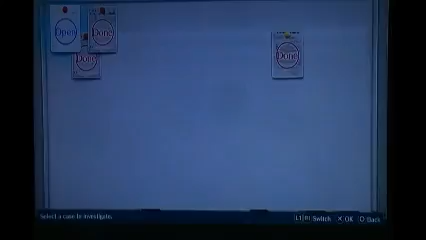 Open
Done
Done
Done
Select a case to investigate.
L1 R1 Switch ✕ OK ○ Back